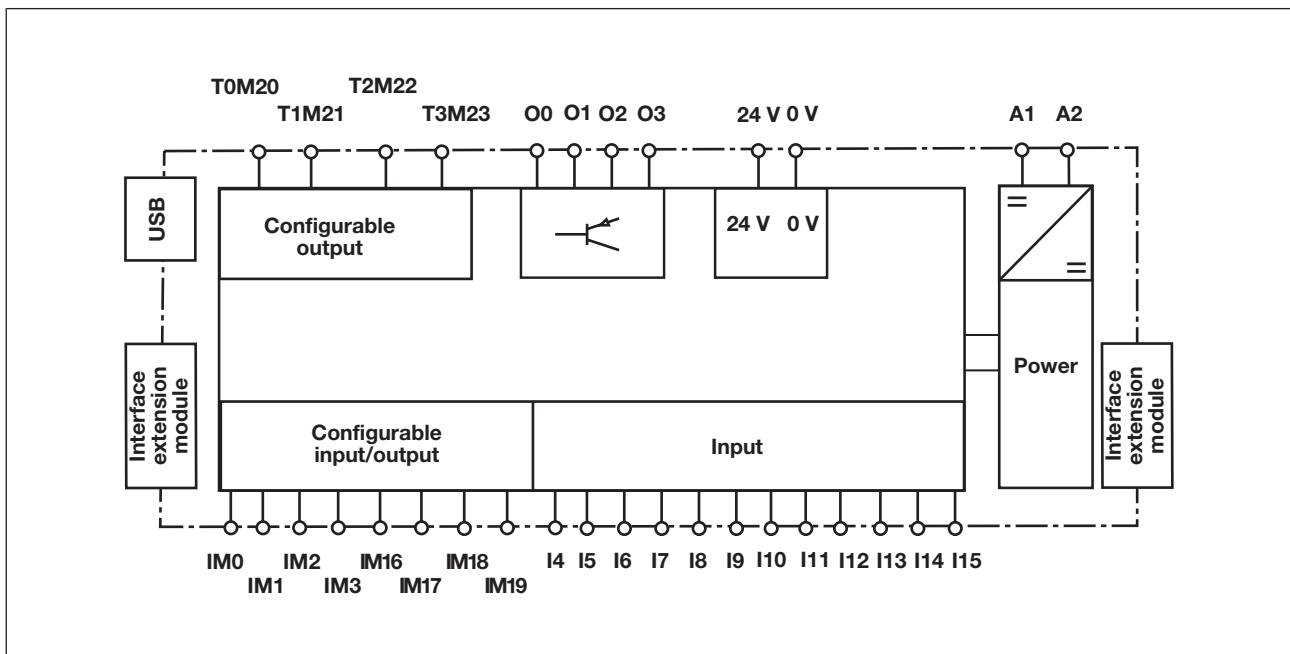 T0M20
T2M22
T1M21
T3M23
O0
O1
O2
O3
24 V
0 V
A1
A2
USB
Configurable
output
24 V
0 V
Interface
extension
module
Power
Interface
extension
module
Configurable
input/output
Input
IM0
IM2
IM16
IM18
I4
I5
I6
I7
I8
I9
I10
I11
I12
I13
I14
I15
IM1
IM3
IM17
IM19